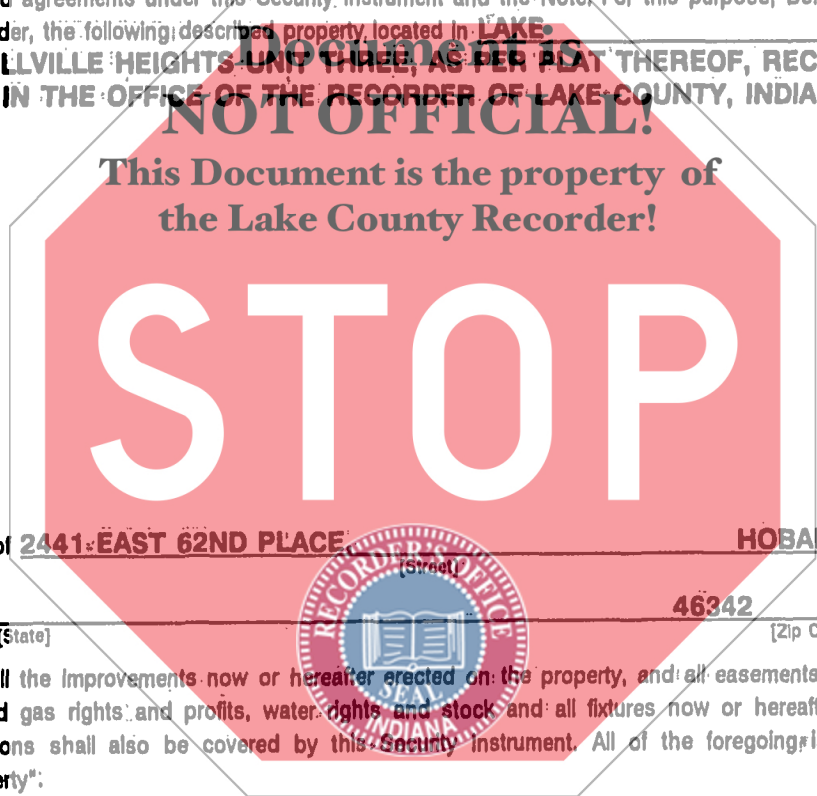 agreements under this Security Instrument and the Note. For this purpose,
der, the following described property located in LAKE
LLVILLE HEIGHTS UNIT THREE, AS PER PLAT THEREOF, REC
IN THE OFFICE OF THE RECORDER OF LAKE COUNTY, INDIA
Document is
NOT OFFICIAL!
This Document is the property of
the Lake County Recorder!
STOP
of 2441 EAST 62ND PLACE, HOBA
[Street]
46342
[State] [Zip C
RECORDER'S OFFICE
SEAL
INDIANA
ll the improvements now or hereafter erected on the property, and all easements
d gas rights and profits, water rights and stock and all fixtures now or hereaf
ons shall also be covered by this Security Instrument. All of the foregoing i
erty".